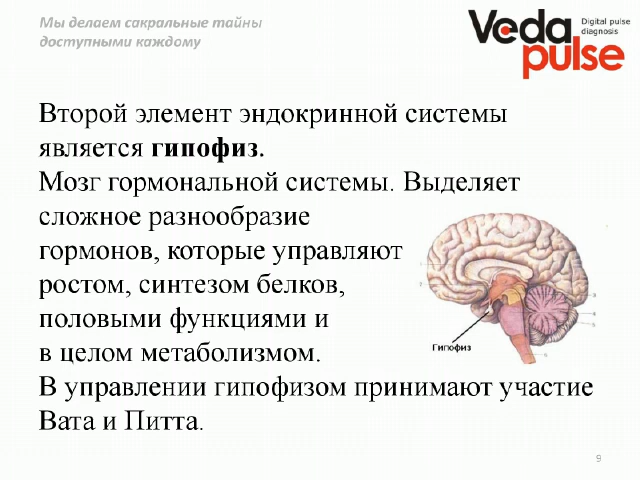 Мы делаем сакральные тайны
доступными каждому
Veda
pulse
Digital pulse
diagnosis
Второй элемент эндокринной системы
является гипофиз.
Мозг гормональной системы. Выделяет
сложное разнообразие
гормонов, которые управляют
ростом, синтезом белков,
половыми функциями и
в целом метаболизмом.
Гипофиз
В управлении гипофизом принимают участие
Вата и Питта.
9